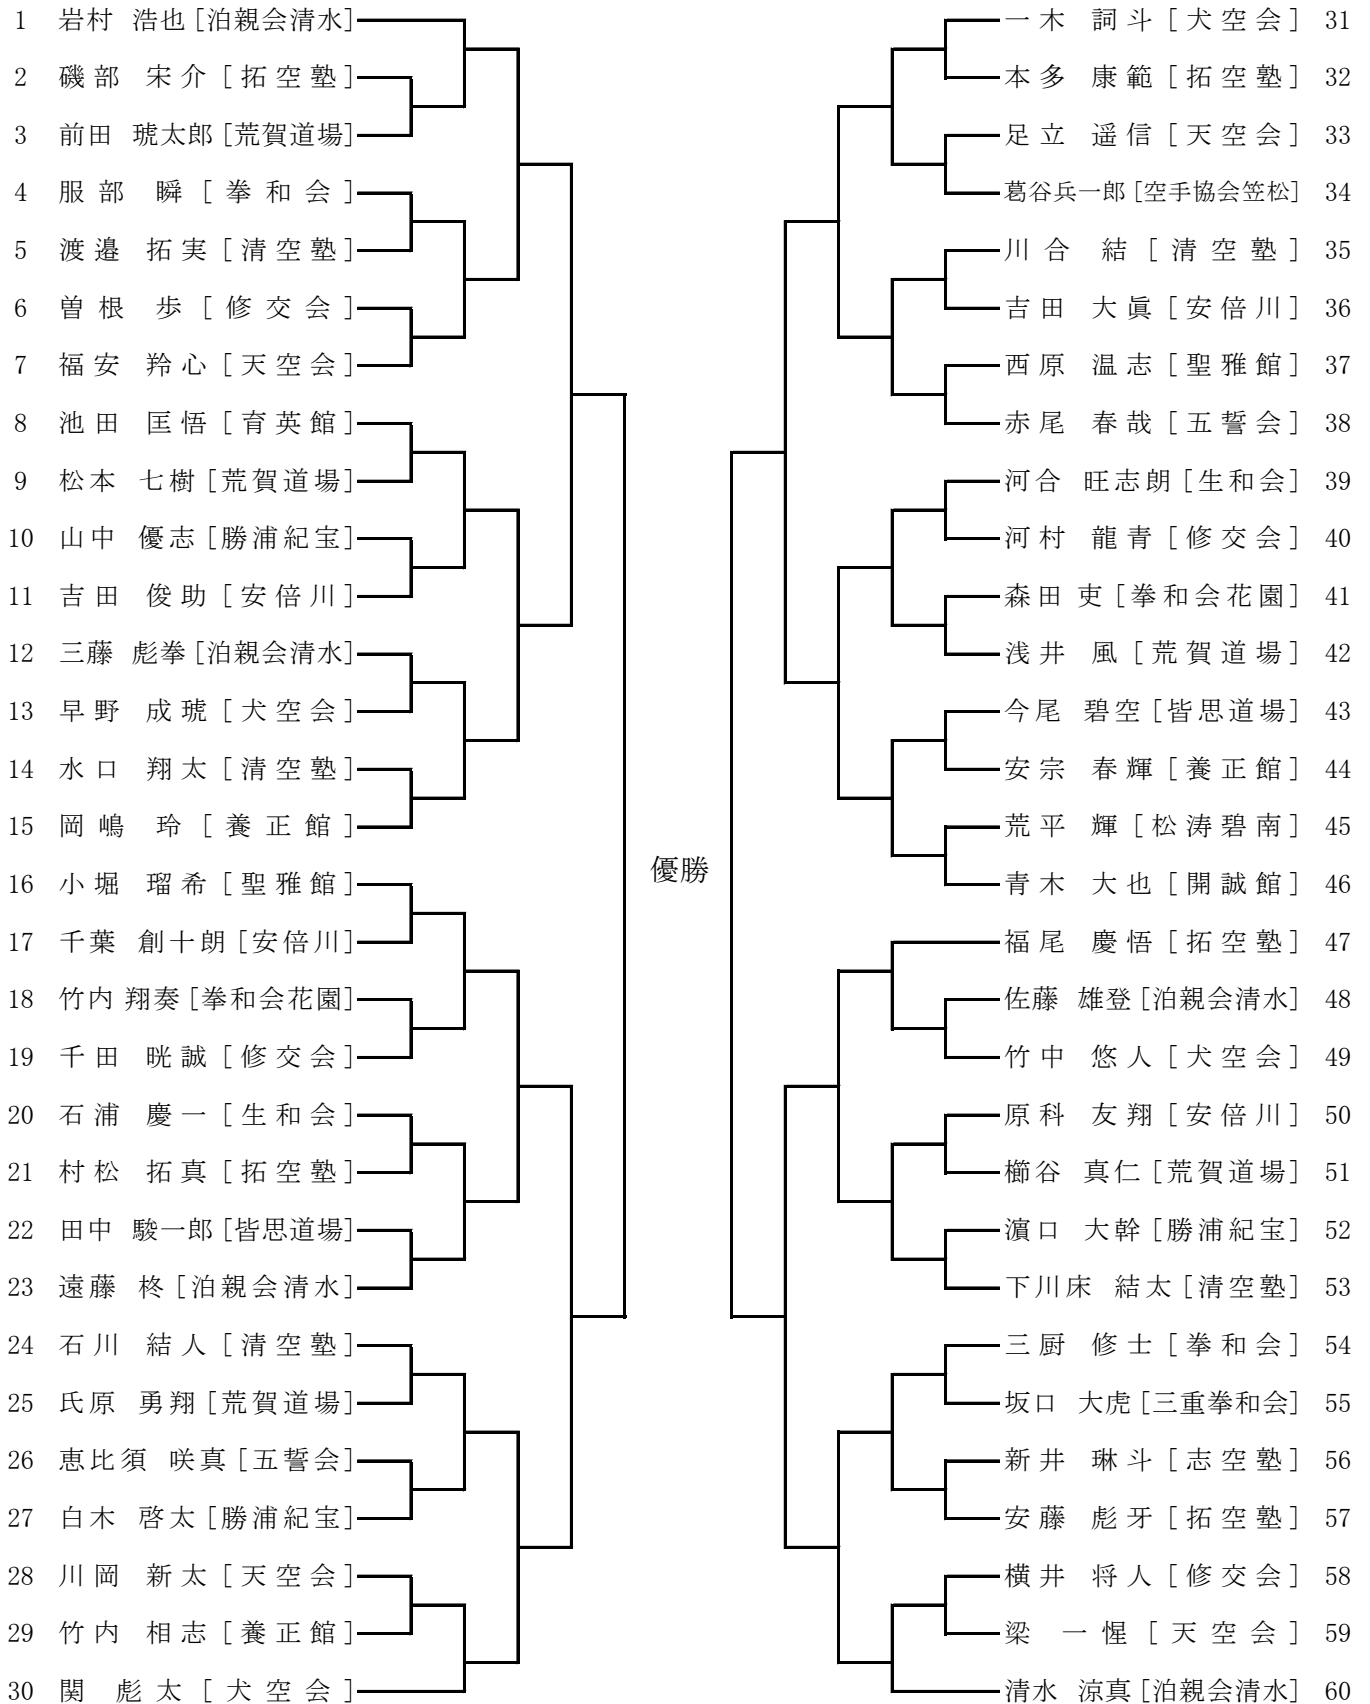 1 岩村 浩也 [泊親会清水]
2 磯部 宋介 [拓空塾]
3 前田 琥太郎 [荒賀道場]
4 服部 瞬 [拳和会]
5 渡邉 拓実 [清空塾]
6 曽根 歩 [修交会]
7 福安 羚心 [天空会]
8 池田 匡悟 [育英館]
9 松本 七樹 [荒賀道場]
10 山中 優志 [勝浦紀宝]
11 吉田 俊助 [安倍川]
12 三藤 彪拳 [泊親会清水]
13 早野 成琥 [犬空会]
14 水口 翔太 [清空塾]
15 岡嶋 玲 [養正館]
16 小堀 瑠希 [聖雅館]
17 千葉 創十朗 [安倍川]
18 竹内 翔奏 [拳和会花園]
19 千田 晄誠 [修交会]
20 石浦 慶一 [生和会]
21 村松 拓真 [拓空塾]
22 田中 駿一郎 [皆思道場]
23 遠藤 柊 [泊親会清水]
24 石川 結人 [清空塾]
25 氏原 勇翔 [荒賀道場]
26 恵比須 咲真 [五誓会]
27 白木 啓太 [勝浦紀宝]
28 川岡 新太 [天空会]
29 竹内 相志 [養正館]
30 関 彪太 [犬空会]
優勝
一木 詞斗 [犬空会] 31
本多 康範 [拓空塾] 32
足立 遥信 [天空会] 33
葛谷兵一郎 [空手協会笠松] 34
川合 結 [清空塾] 35
吉田 大眞 [安倍川] 36
西原 温志 [聖雅館] 37
赤尾 春哉 [五誓会] 38
河合 旺志朗 [生和会] 39
河村 龍青 [修交会] 40
森田 吏 [拳和会花園] 41
浅井 風 [荒賀道場] 42
今尾 碧空 [皆思道場] 43
安宗 春輝 [養正館] 44
荒平 輝 [松涛碧南] 45
青木 大也 [開誠館] 46
福尾 慶悟 [拓空塾] 47
佐藤 雄登 [泊親会清水] 48
竹中 悠人 [犬空会] 49
原科 友翔 [安倍川] 50
櫛谷 真仁 [荒賀道場] 51
濵口 大幹 [勝浦紀宝] 52
下川床 結太 [清空塾] 53
三厨 修士 [拳和会] 54
坂口 大虎 [三重拳和会] 55
新井 琳斗 [志空塾] 56
安藤 彪牙 [拓空塾] 57
横井 将人 [修交会] 58
梁 一惺 [天空会] 59
清水 涼真 [泊親会清水] 60